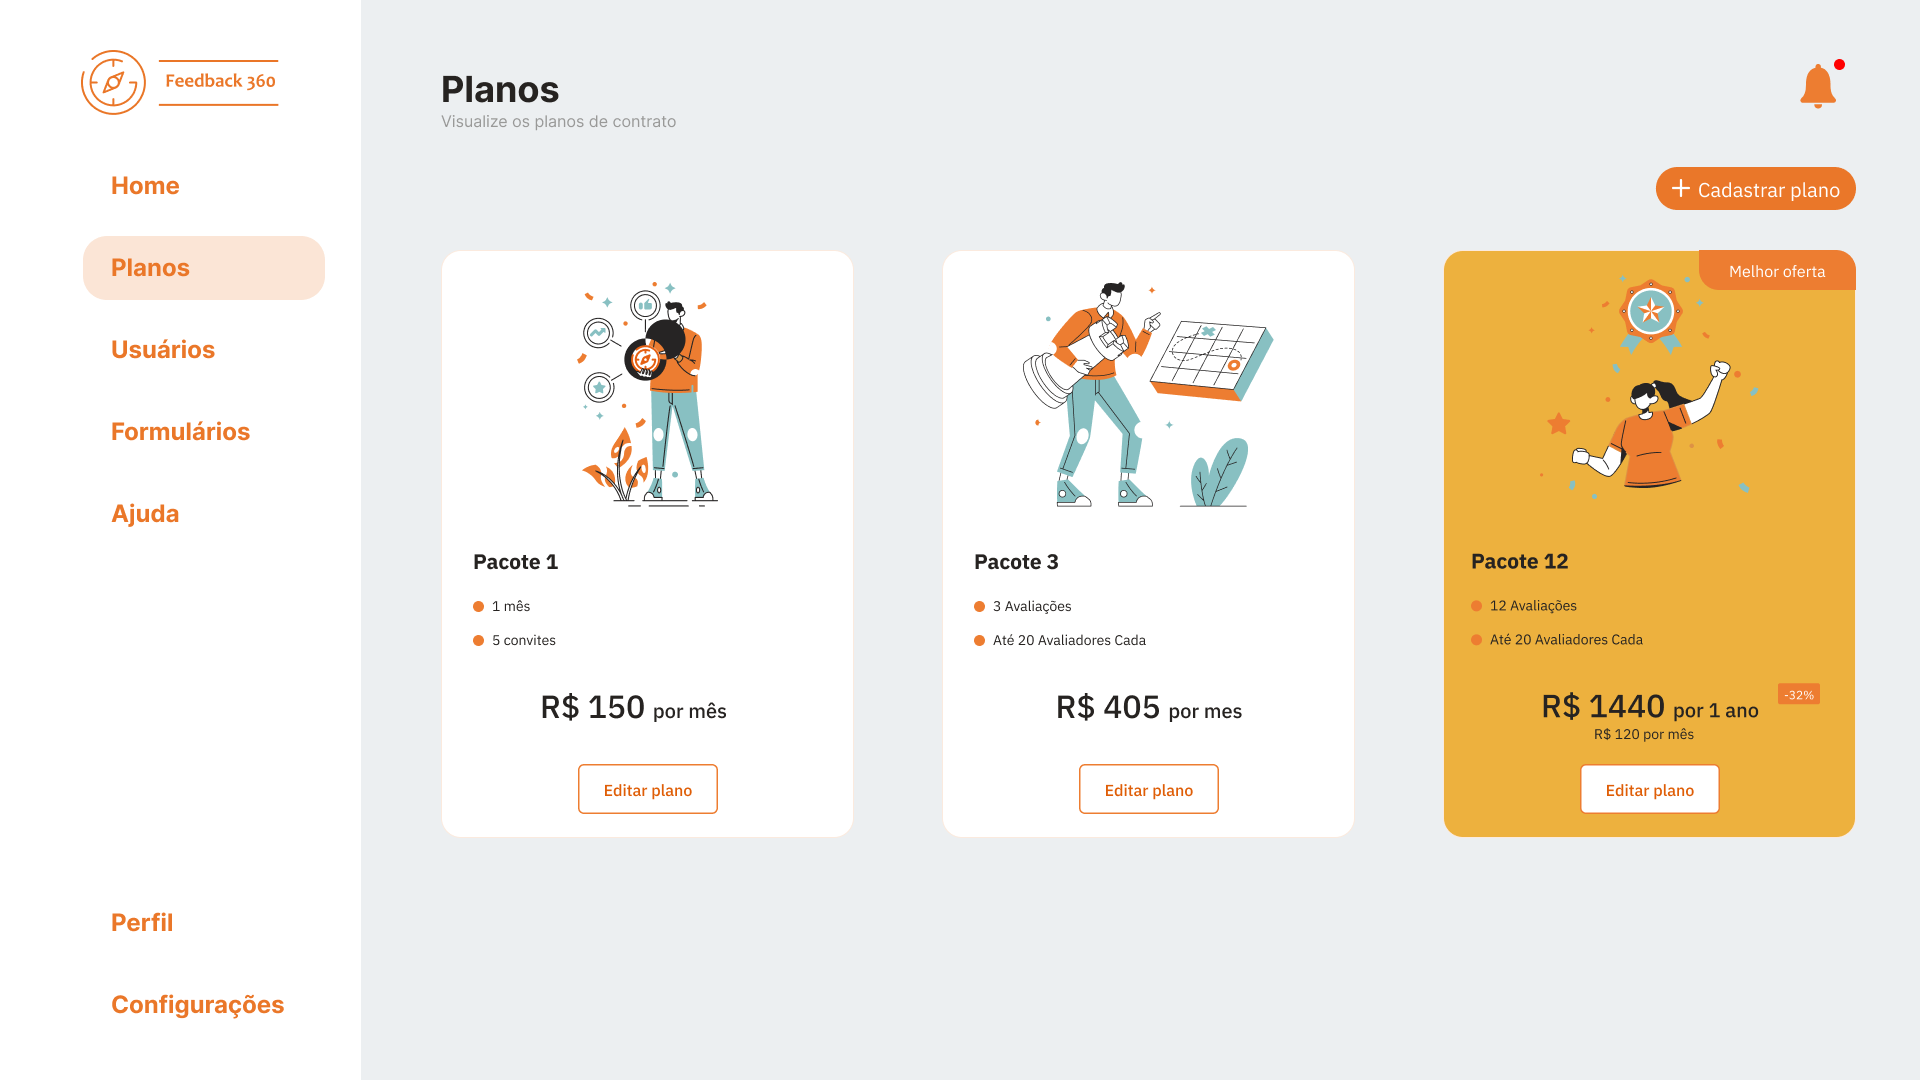 Feedback 360
Home
Planos
Usuários
Formulários
Ajuda
Perfil
Configurações
Planos
Visualize os planos de contrato
Cadastrar plano
Pacote 1
1 mês
5 convites
R$ 150 por mês
Editar plano
Pacote 3
3 Avaliações
Até 20 Avaliadores Cada
R$ 405 por mes
Editar plano
Melhor oferta
Pacote 12
12 Avaliações
Até 20 Avaliadores Cada
-32%
R$ 1440 por 1 ano
R$ 120 por mês
Editar plano